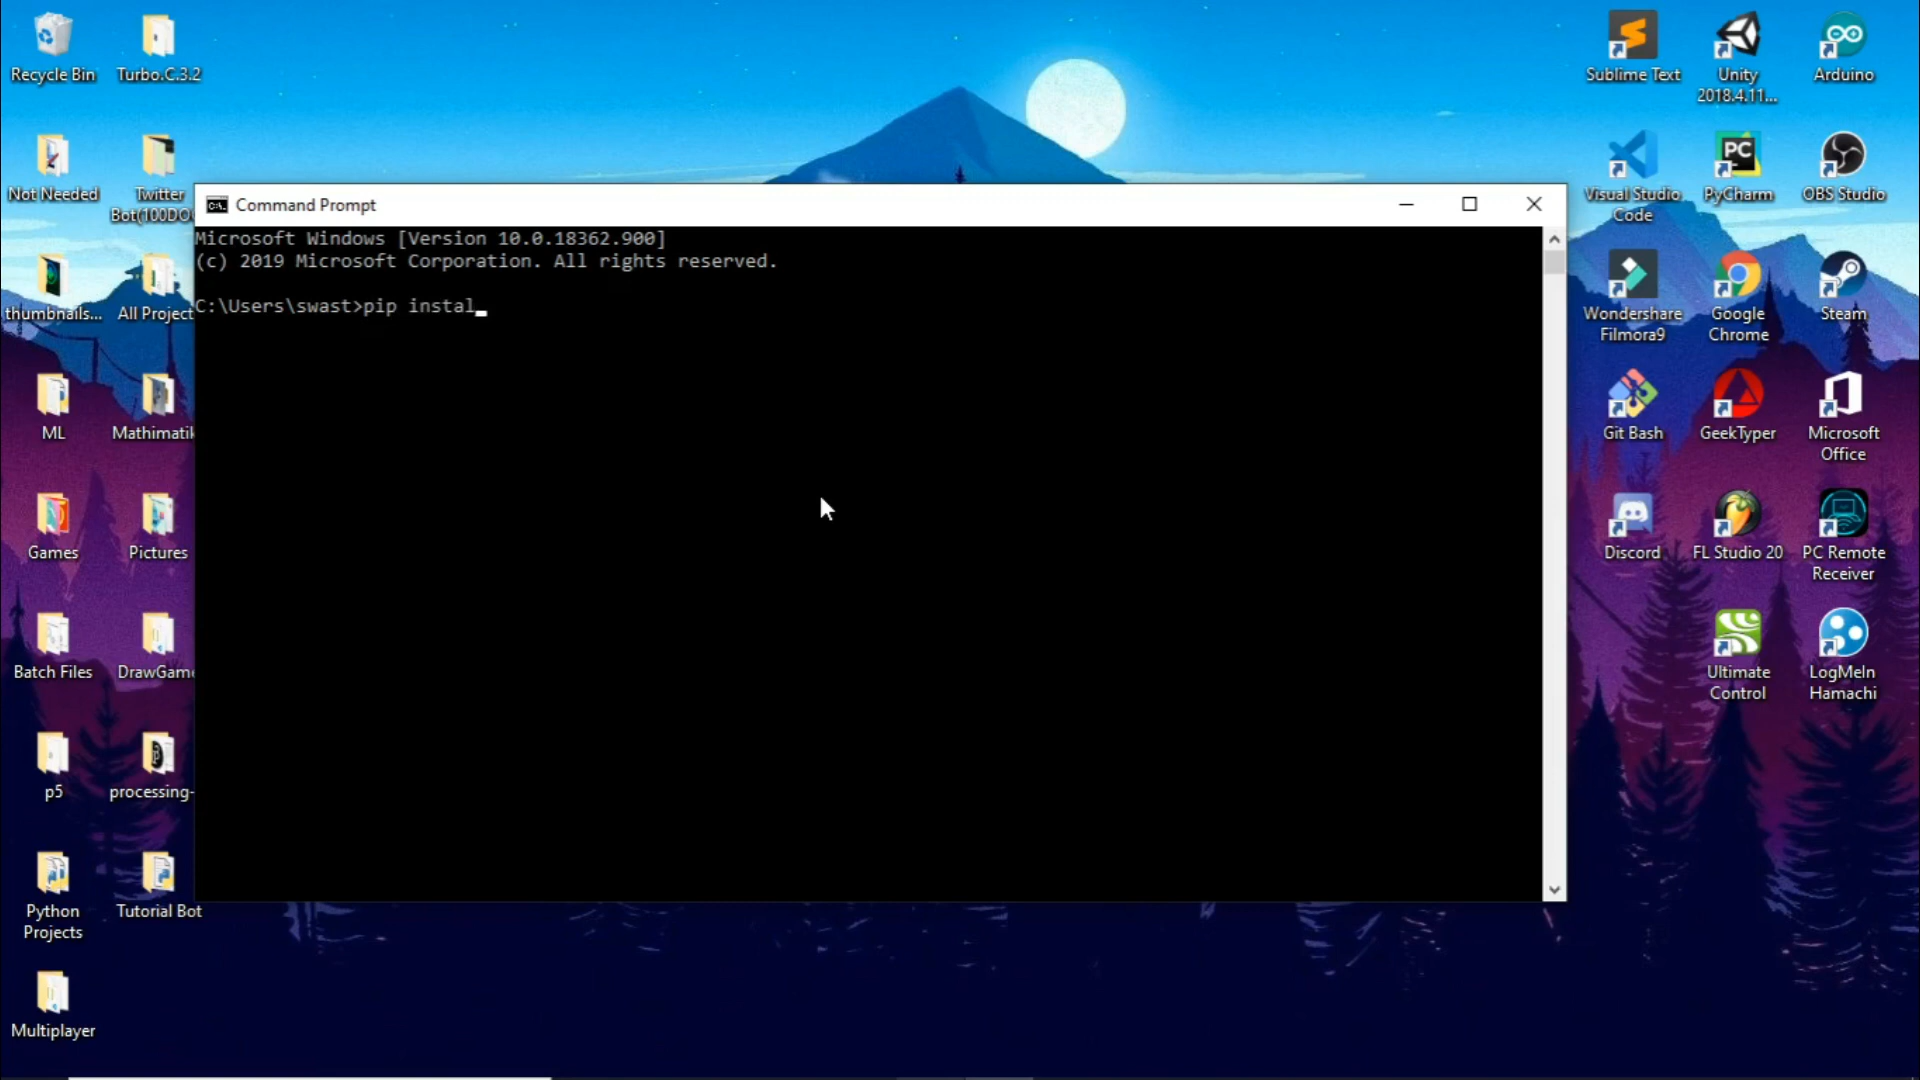 Recycle Bin
Turbo.C.3.2
Not Needed
Twitter
Bot(100DO
thumbnails...
All Project
ML
Mathimatik
Games
Pictures
Batch Files
DrawGam
p5
processing-
Python
Projects
Tutorial Bot
Multiplayer
Command Prompt
Microsoft Windows [Version 10.0.18362.900]
(c) 2019 Microsoft Corporation. All rights reserved.
C:\Users\swast>pip instal_
Sublime Text
Unity
2018.4.11...
Arduino
Visual Studio
Code
PC
PyCharm
OBS Studio
Wondershare
Filmora9
Google
Chrome
Steam
Git Bash
GeekTyper
Microsoft
Office
Discord
FL Studio 20
PC Remote
Receiver
Ultimate
Control
LogMeIn
Hamachi